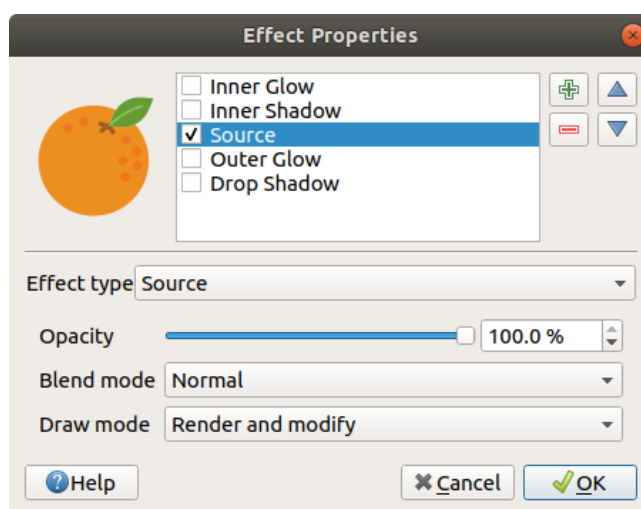 Effect Properties
Inner Glow
Inner Shadow
Source
Outer Glow
Drop Shadow
Effect type Source
Opacity 100.0 %
Blend mode Normal
Draw mode Render and modify
Help Cancel OK